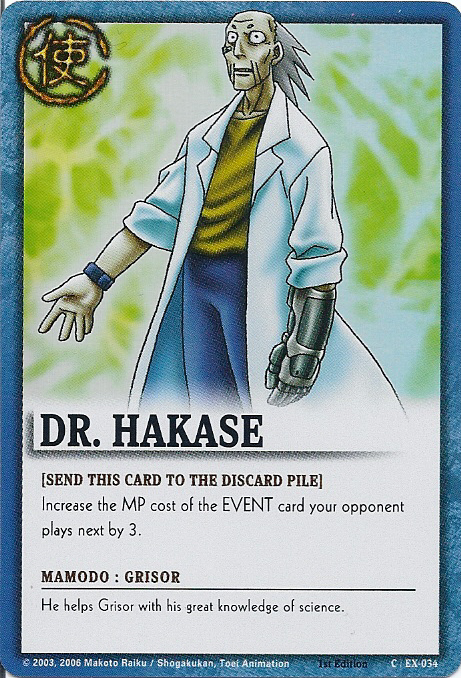 使
DR. HAKASE
[SEND THIS CARD TO THE DISCARD PILE]
Increase the MP cost of the EVENT card your opponent
plays next by 3.
MAMODO : GRISOR
He helps Grisor with his great knowledge of science.
© 2003, 2006 Makoto Raiku / Shogakukan, Toei Animation 1st Edition C EX-034